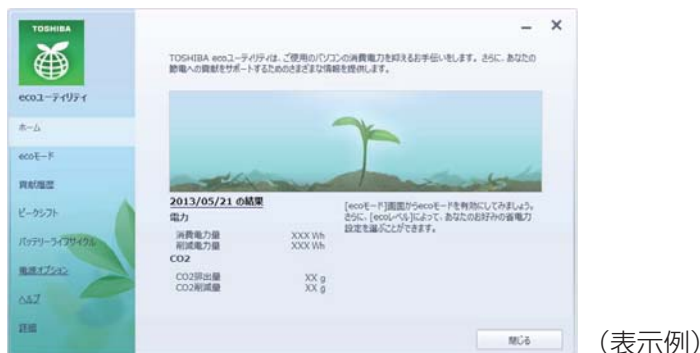 TOSHIBA
ecoユーティリティ
ホーム
ecoモード
貢献履歴
ピークシフト
バッテリーライフサイクル
電源オプション
ヘルプ
詳細
TOSHIBA ecoユーティリティは、ご使用のパソコンの消費電力を抑えるお手伝いをします。さらに、あなたの
節電への貢献をサポートするためのさまざまな情報を提供します。
2013/05/21 の結果
電力
消費電力量 XXX Wh
削減電力量 XXX Wh
CO2
CO2排出量 XX g
CO2削減量 XX g
[ecoモード]画面からecoモードを有効にしてみましょう。
さらに、[ecoレベル]によって、あなたのお好みの省電力
設定を選ぶことができます。
閉じる
（表示例）